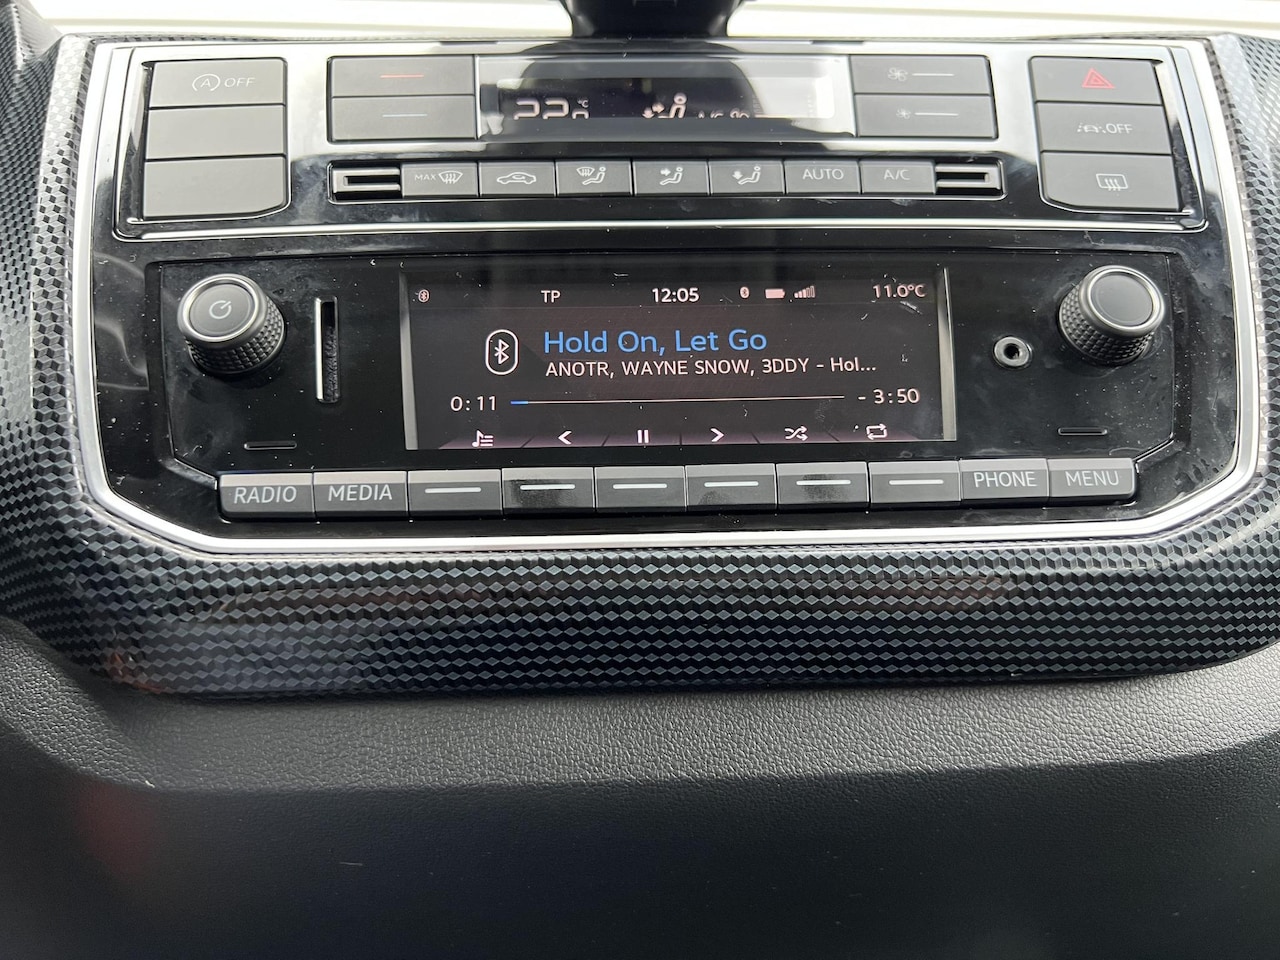 OFF
22.0 °C
A/C
OFF
MAX
AUTO
A/C
TP
12:05
11.0°C
Hold On, Let Go
ANOTR, WAYNE SNOW, 3DDY - Hol...
0:11
- 3:50
RADIO
MEDIA
PHONE
MENU